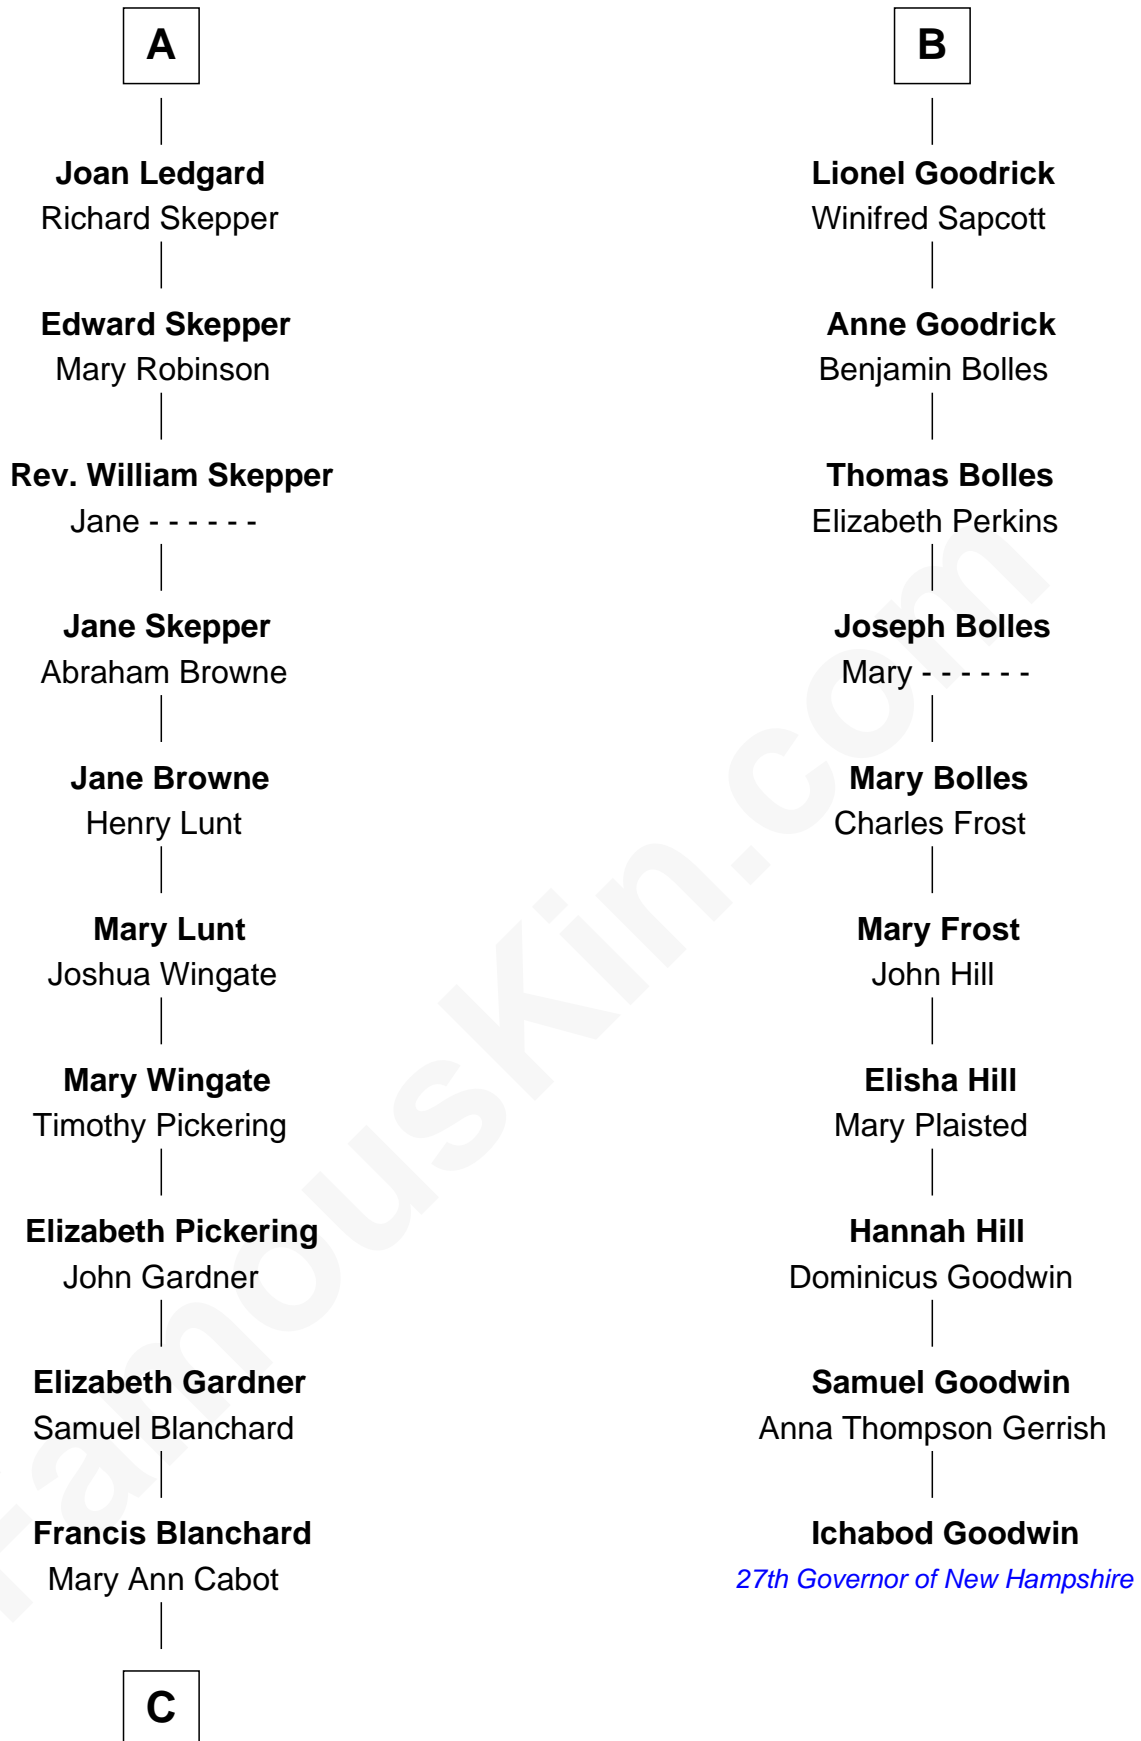 A
Joan Ledgard
Richard Skepper
Edward Skepper
Mary Robinson
Rev. William Skepper
Jane - - - - - -
Jane Skepper
Abraham Browne
Jane Browne
Henry Lunt
Mary Lunt
Joshua Wingate
Mary Wingate
Timothy Pickering
Elizabeth Pickering
John Gardner
Elizabeth Gardner
Samuel Blanchard
Francis Blanchard
Mary Ann Cabot
C
B
Lionel Goodrick
Winifred Sapcott
Anne Goodrick
Benjamin Bolles
Thomas Bolles
Elizabeth Perkins
Joseph Bolles
Mary - - - - - -
Mary Bolles
Charles Frost
Mary Frost
John Hill
Elisha Hill
Mary Plaisted
Hannah Hill
Dominicus Goodwin
Samuel Goodwin
Anna Thompson Gerrish
Ichabod Goodwin
27th Governor of New Hampshire
FamousKin.com